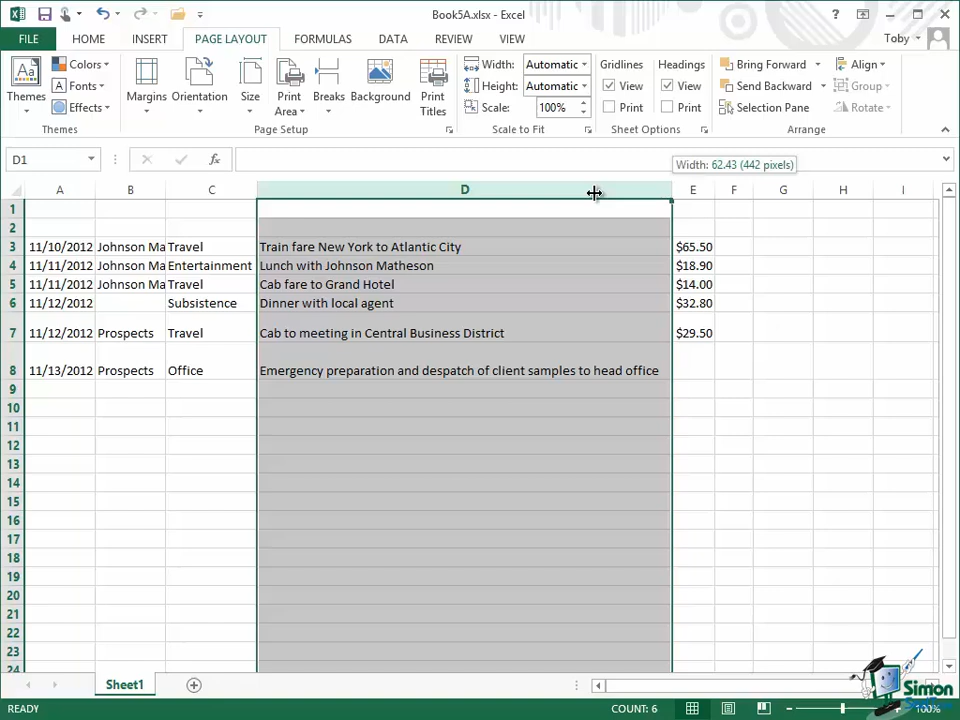 Book5A.xlsx - Excel
?
FILE HOME INSERT PAGE LAYOUT FORMULAS DATA REVIEW VIEW Toby
Aa Themes
Colors
Fonts
Effects
Themes
Margins Orientation Size Print Area Breaks Background Print Titles
Page Setup
Width: Automatic
Height: Automatic
Scale: 100%
Scale to Fit
Gridlines Headings
View View
Print Print
Sheet Options
Bring Forward Align
Send Backward Group
Selection Pane Rotate
Arrange
D1 fx
Width: 62.43 (442 pixels)
A B C D E F G H I
1
2
3 11/10/2012 Johnson Ma Travel Train fare New York to Atlantic City $65.50
4 11/11/2012 Johnson Ma Entertainment Lunch with Johnson Matheson $18.90
5 11/11/2012 Johnson Ma Travel Cab fare to Grand Hotel $14.00
6 11/12/2012 Subsistence Dinner with local agent $32.80
7 11/12/2012 Prospects Travel Cab to meeting in Central Business District $29.50
8 11/13/2012 Prospects Office Emergency preparation and despatch of client samples to head office
9
10
11
12
13
14
15
16
17
18
19
20
21
22
23
24
Sheet1
Simon
READY COUNT: 6 100%